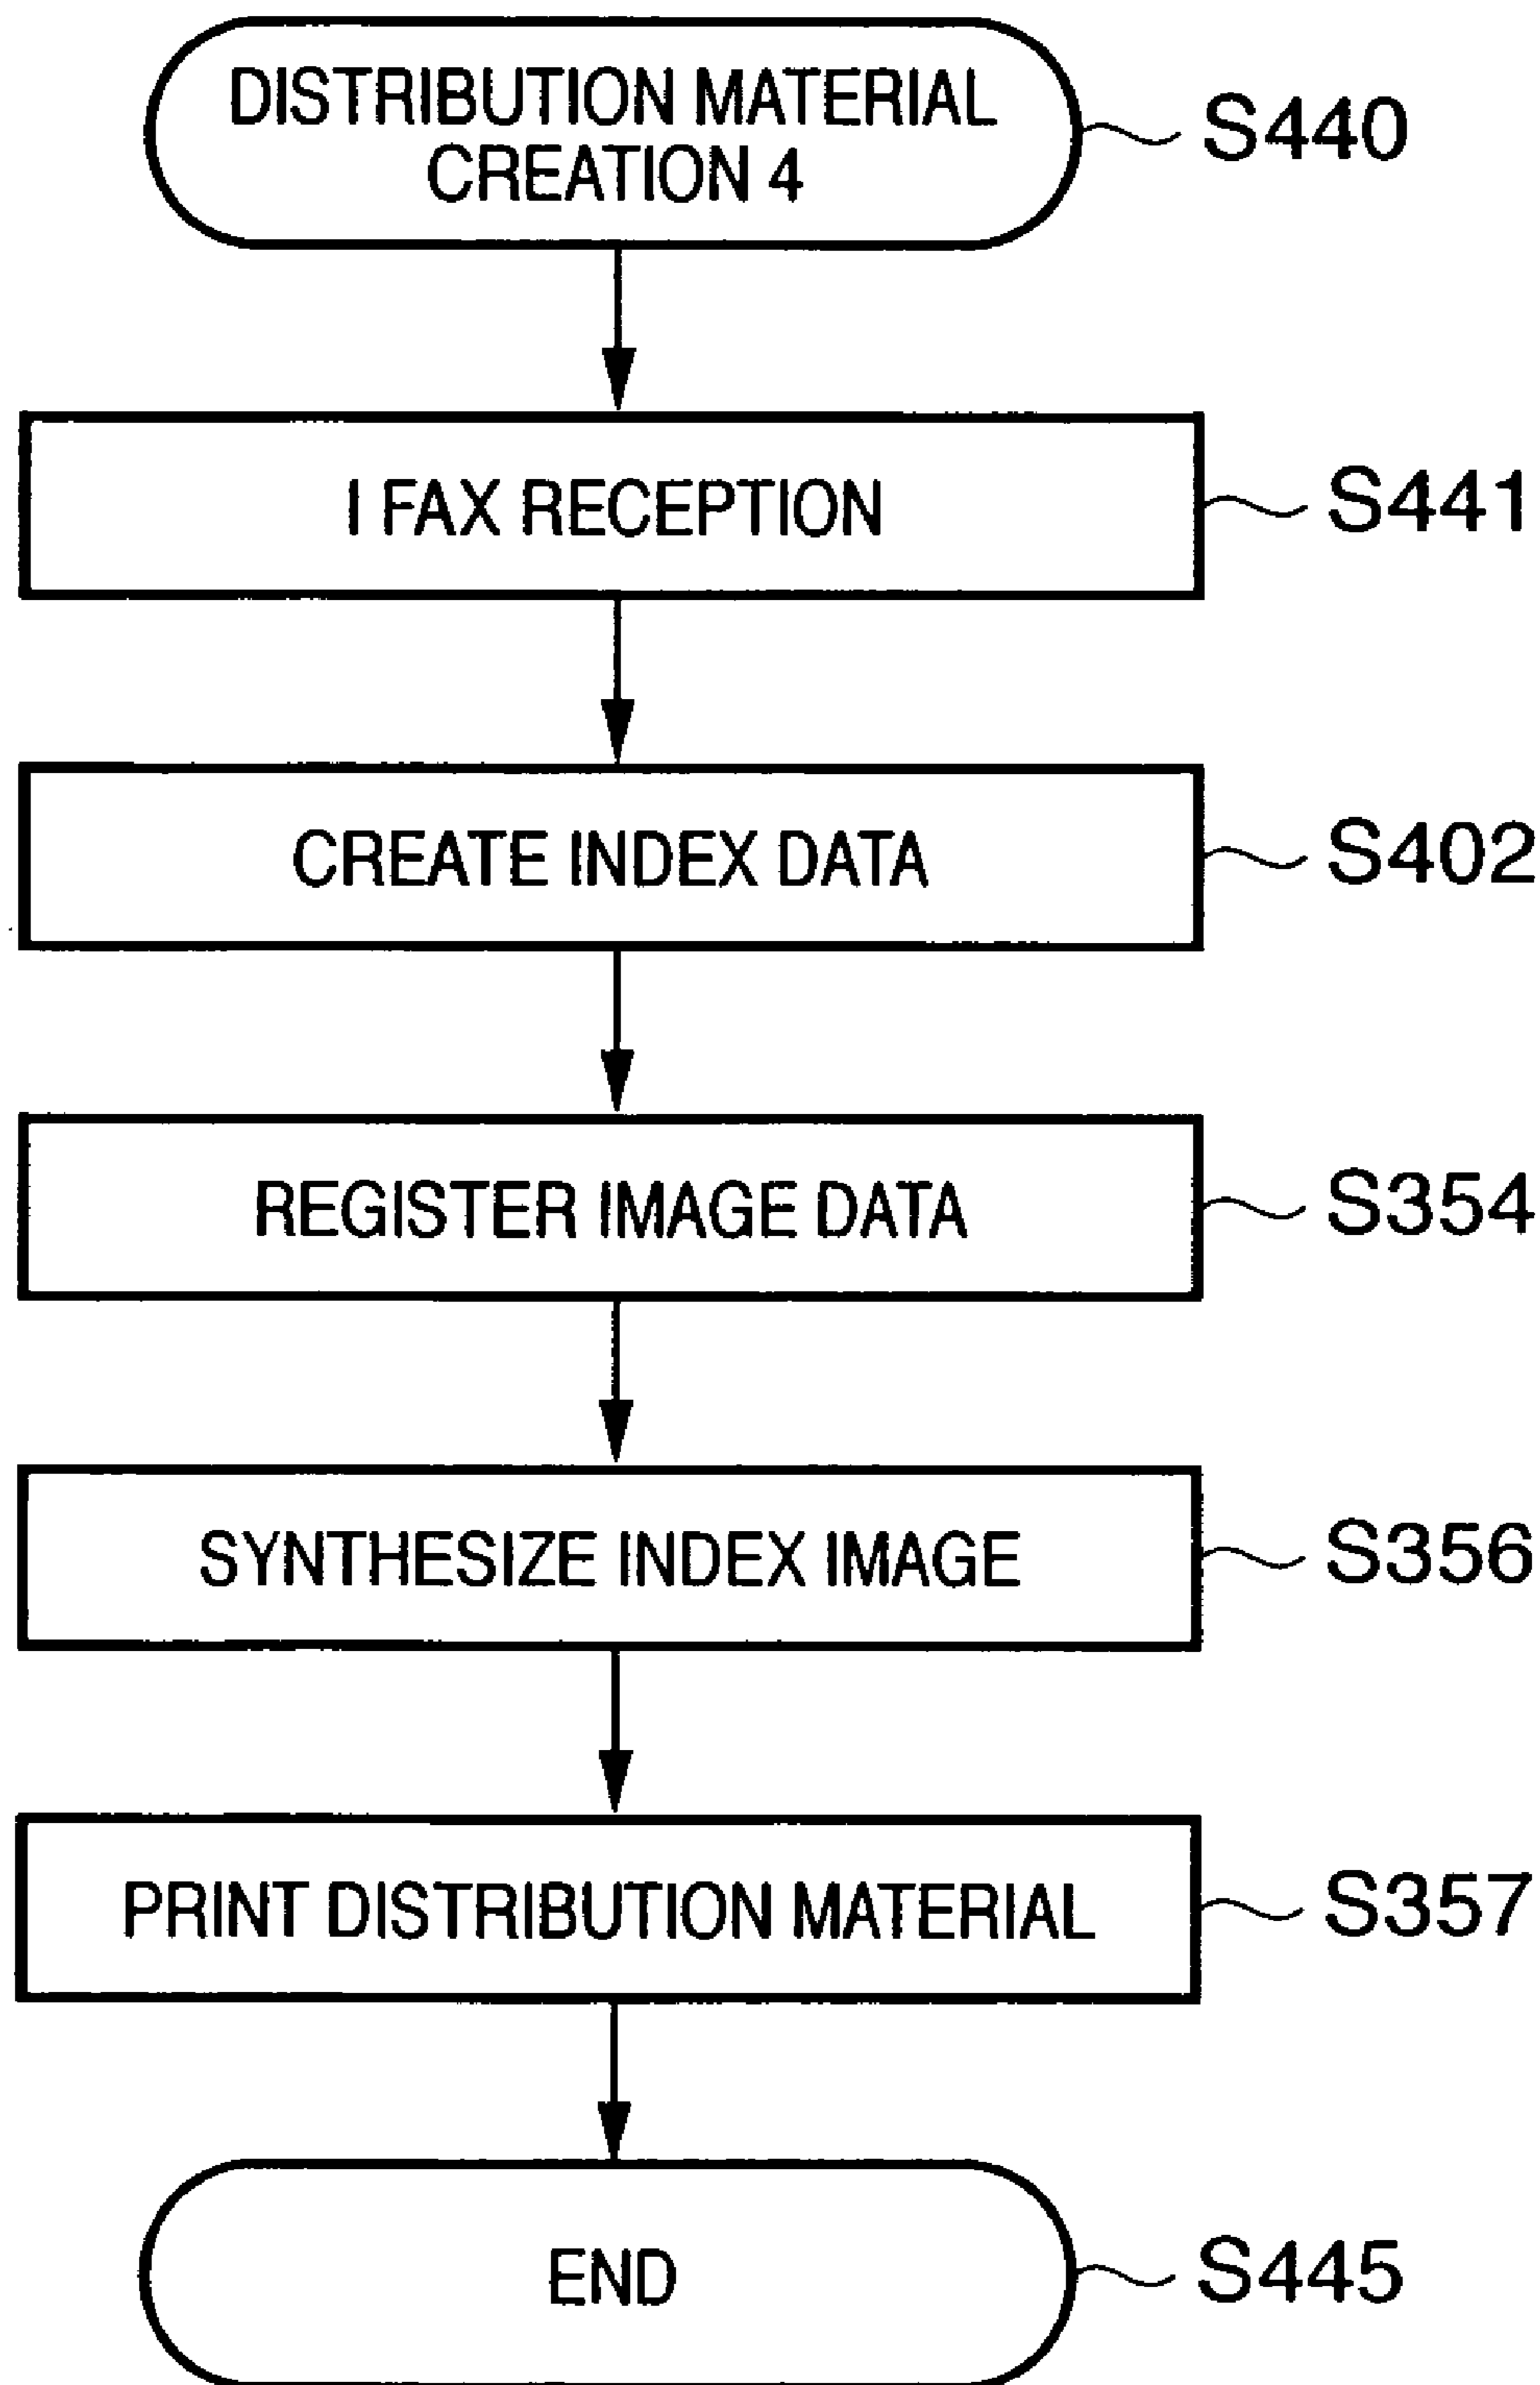 DISTRIBUTION MATERIAL
CREATION 4
S440
I FAX RECEPTION
S441
CREATE INDEX DATA
S402
REGISTER IMAGE DATA
S354
SYNTHESIZE INDEX IMAGE
S356
PRINT DISTRIBUTION MATERIAL
S357
END
S445